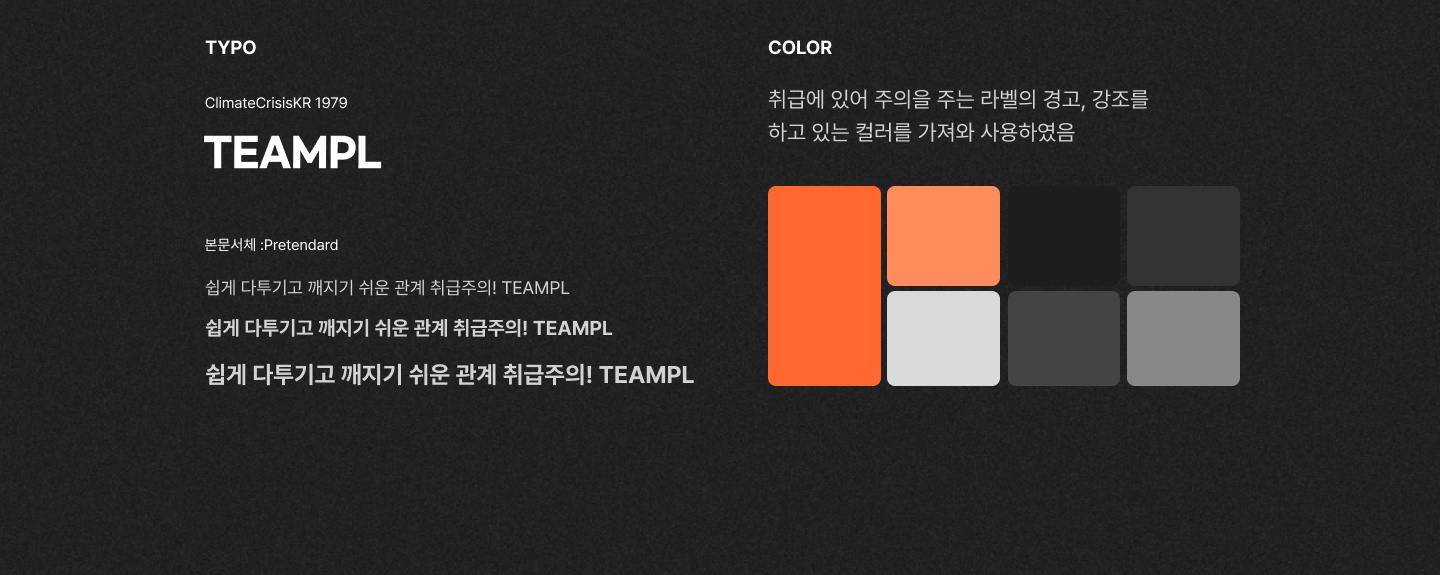 TYPO
ClimateCrisisKR 1979
TEAMPL
본문서체 :Pretendard
쉽게 다투기고 깨지기 쉬운 관계 취급주의! TEAMPL
쉽게 다투기고 깨지기 쉬운 관계 취급주의! TEAMPL
쉽게 다투기고 깨지기 쉬운 관계 취급주의! TEAMPL
COLOR
취급에 있어 주의을 주는 라벨의 경고, 강조를
하고 있는 컬러를 가져와 사용하였음